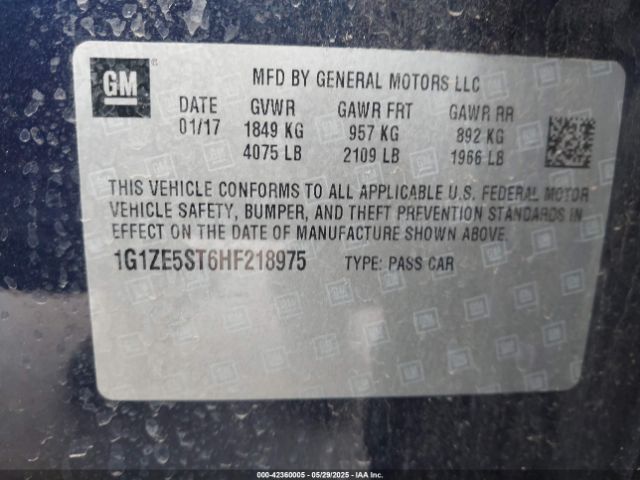 GM
MFD BY GENERAL MOTORS LLC
DATE GVWR GAWR FRT GAWR RR
01/17 1849 KG 957 KG 892 KG
4075 LB 2109 LB 1966 LB
THIS VEHICLE CONFORMS TO ALL APPLICABLE U.S. FEDERAL MOTOR
VEHICLE SAFETY, BUMPER, AND THEFT PREVENTION STANDARDS IN
EFFECT ON THE DATE OF MANUFACTURE SHOWN ABOVE.
1G1ZE5ST6HF218975 TYPE: PASS CAR
000-42360005 - 05/29/2025 - IAAI.COM